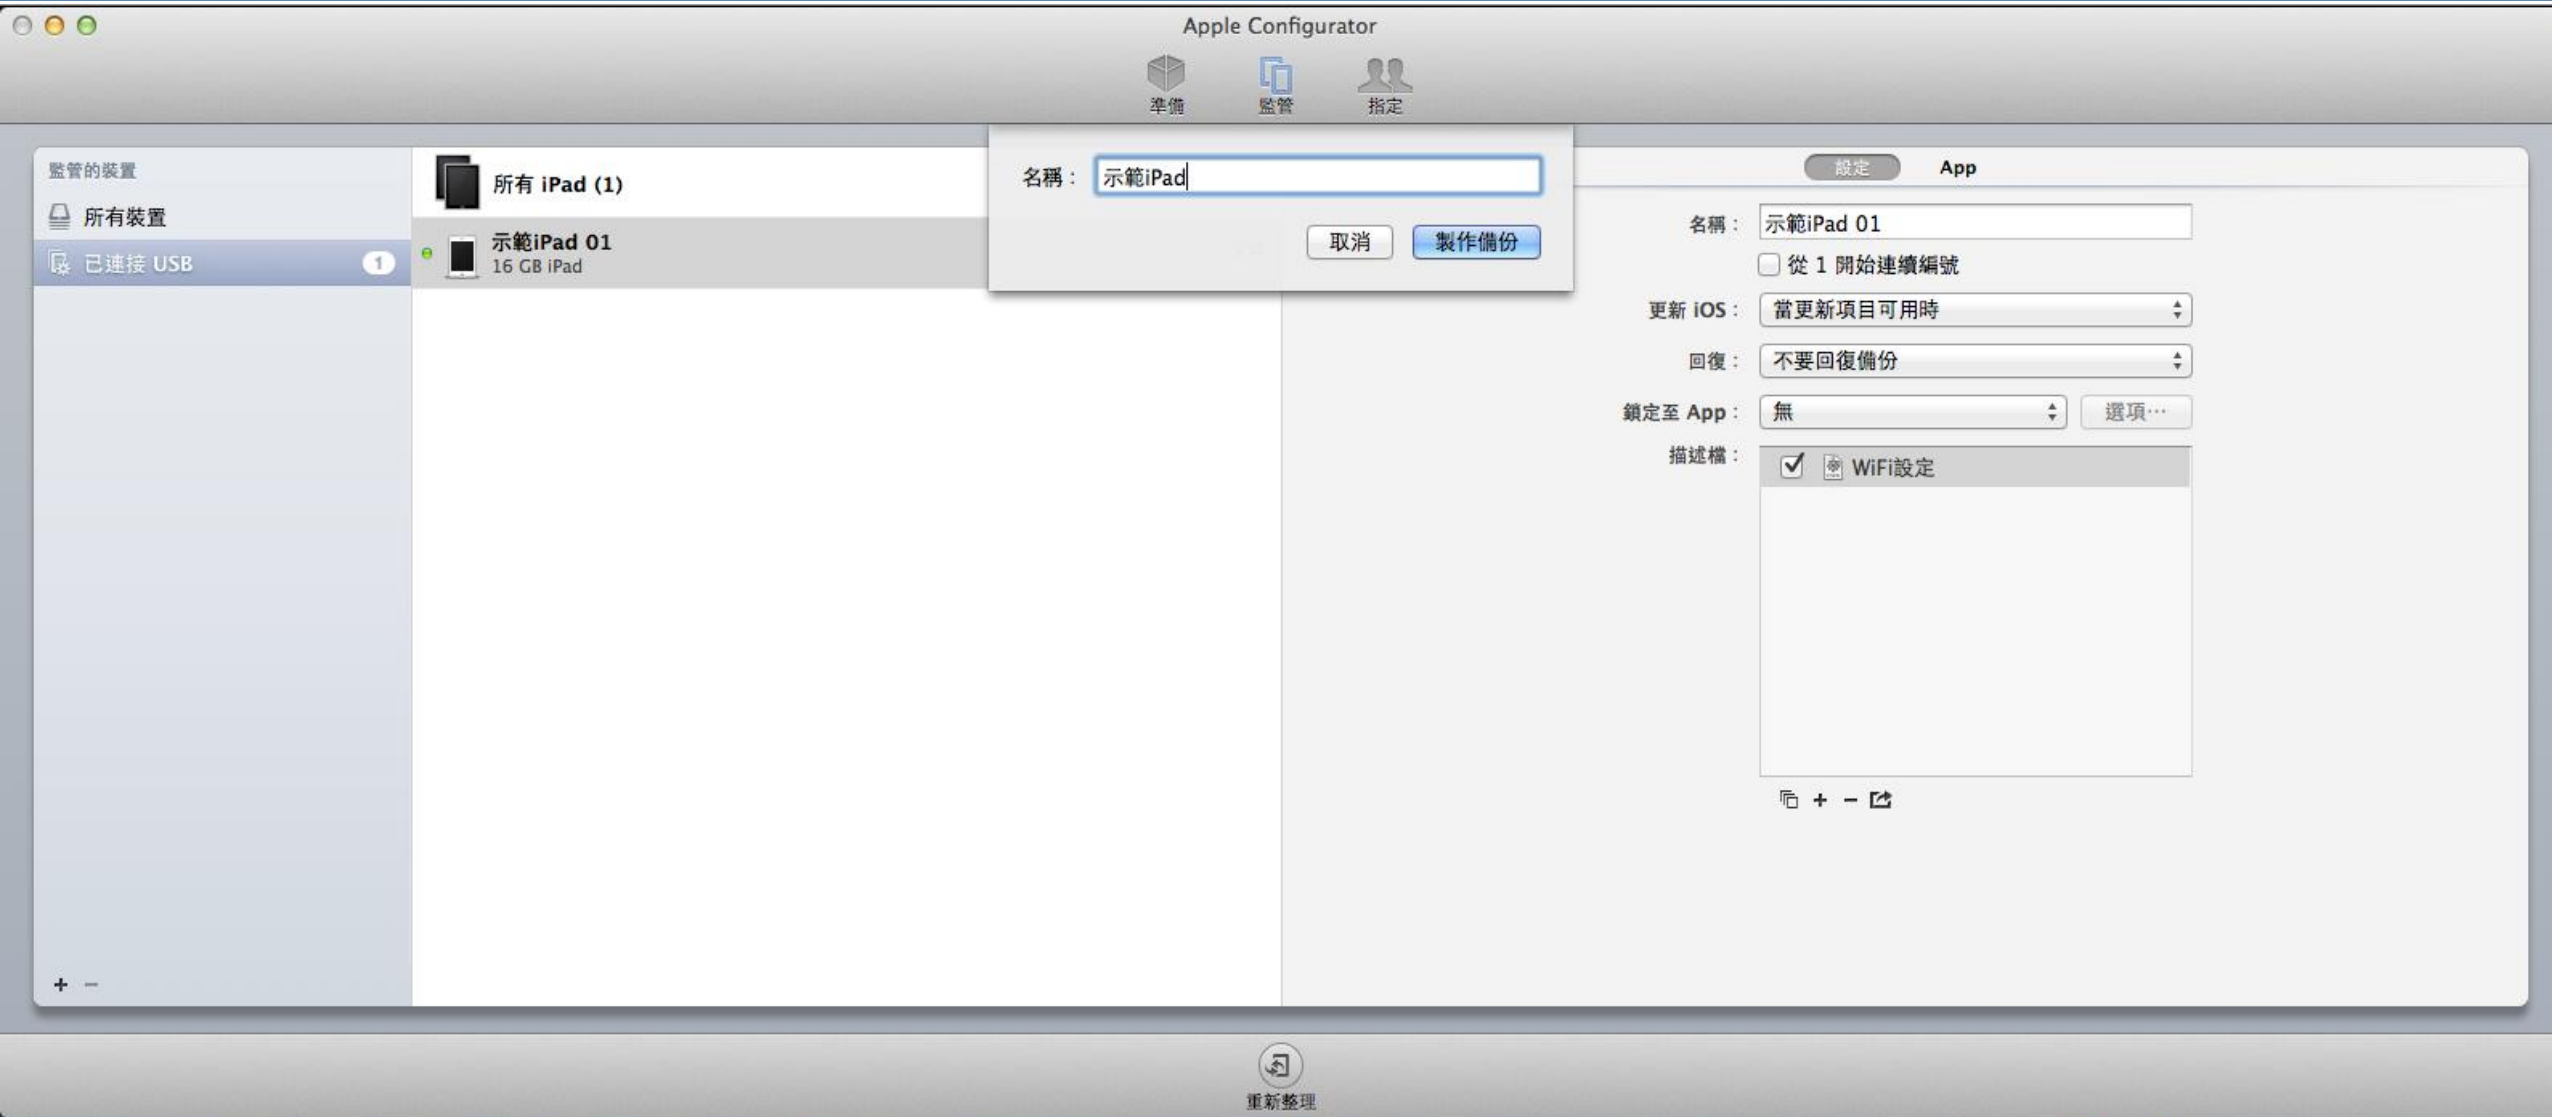 Apple Configurator
準備
監管
指定
監管的裝置
所有裝置
已連接 USB
1
所有 iPad (1)
示範iPad 01
16 GB iPad
名稱：
示範iPad
取消
製作備份
設定
App
名稱：
示範iPad 01
從 1 開始連續編號
更新 iOS：
當更新項目可用時
回復：
不要回復備份
鎖定至 App：
無
選項…
描述檔：
WiFi設定
重新整理